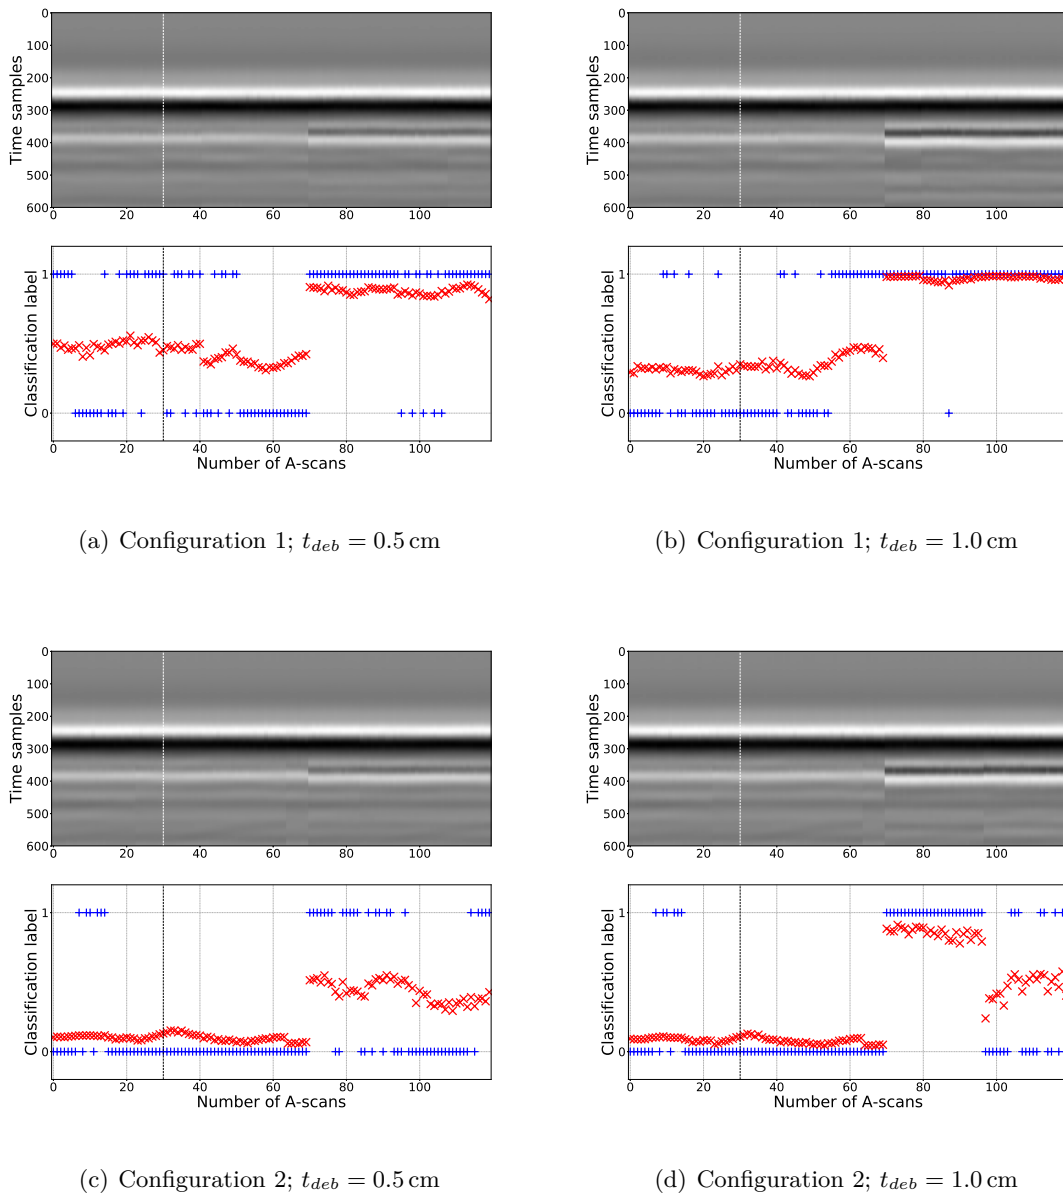 0
100
200
300
400
500
600
Time samples
0 20 40 60 80 100
1
0
Classification label
0 20 40 60 80 100
Number of A-scans
(a) Configuration 1; t_deb = 0.5 cm
0
100
200
300
400
500
600
Time samples
0 20 40 60 80 100
1
0
Classification label
0 20 40 60 80 100
Number of A-scans
(b) Configuration 1; t_deb = 1.0 cm
0
100
200
300
400
500
600
Time samples
0 20 40 60 80 100
1
0
Classification label
0 20 40 60 80 100
Number of A-scans
(c) Configuration 2; t_deb = 0.5 cm
0
100
200
300
400
500
600
Time samples
0 20 40 60 80 100
1
0
Classification label
0 20 40 60 80 100
Number of A-scans
(d) Configuration 2; t_deb = 1.0 cm